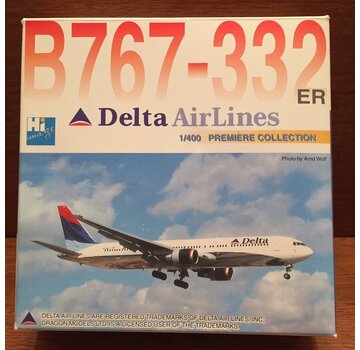 B767-332
ER
Hi
Delta AirLines
1/400 PREMIERE COLLECTION
Photo by Arnd Wolf
Delta
DELTA AIR LINES ARE REGISTERED TRADEMARKS OF DELTA AIR LINES, INC.
DRAGON MODELS LTD. IS A LICENSED USER OF THE TRADEMARKS.